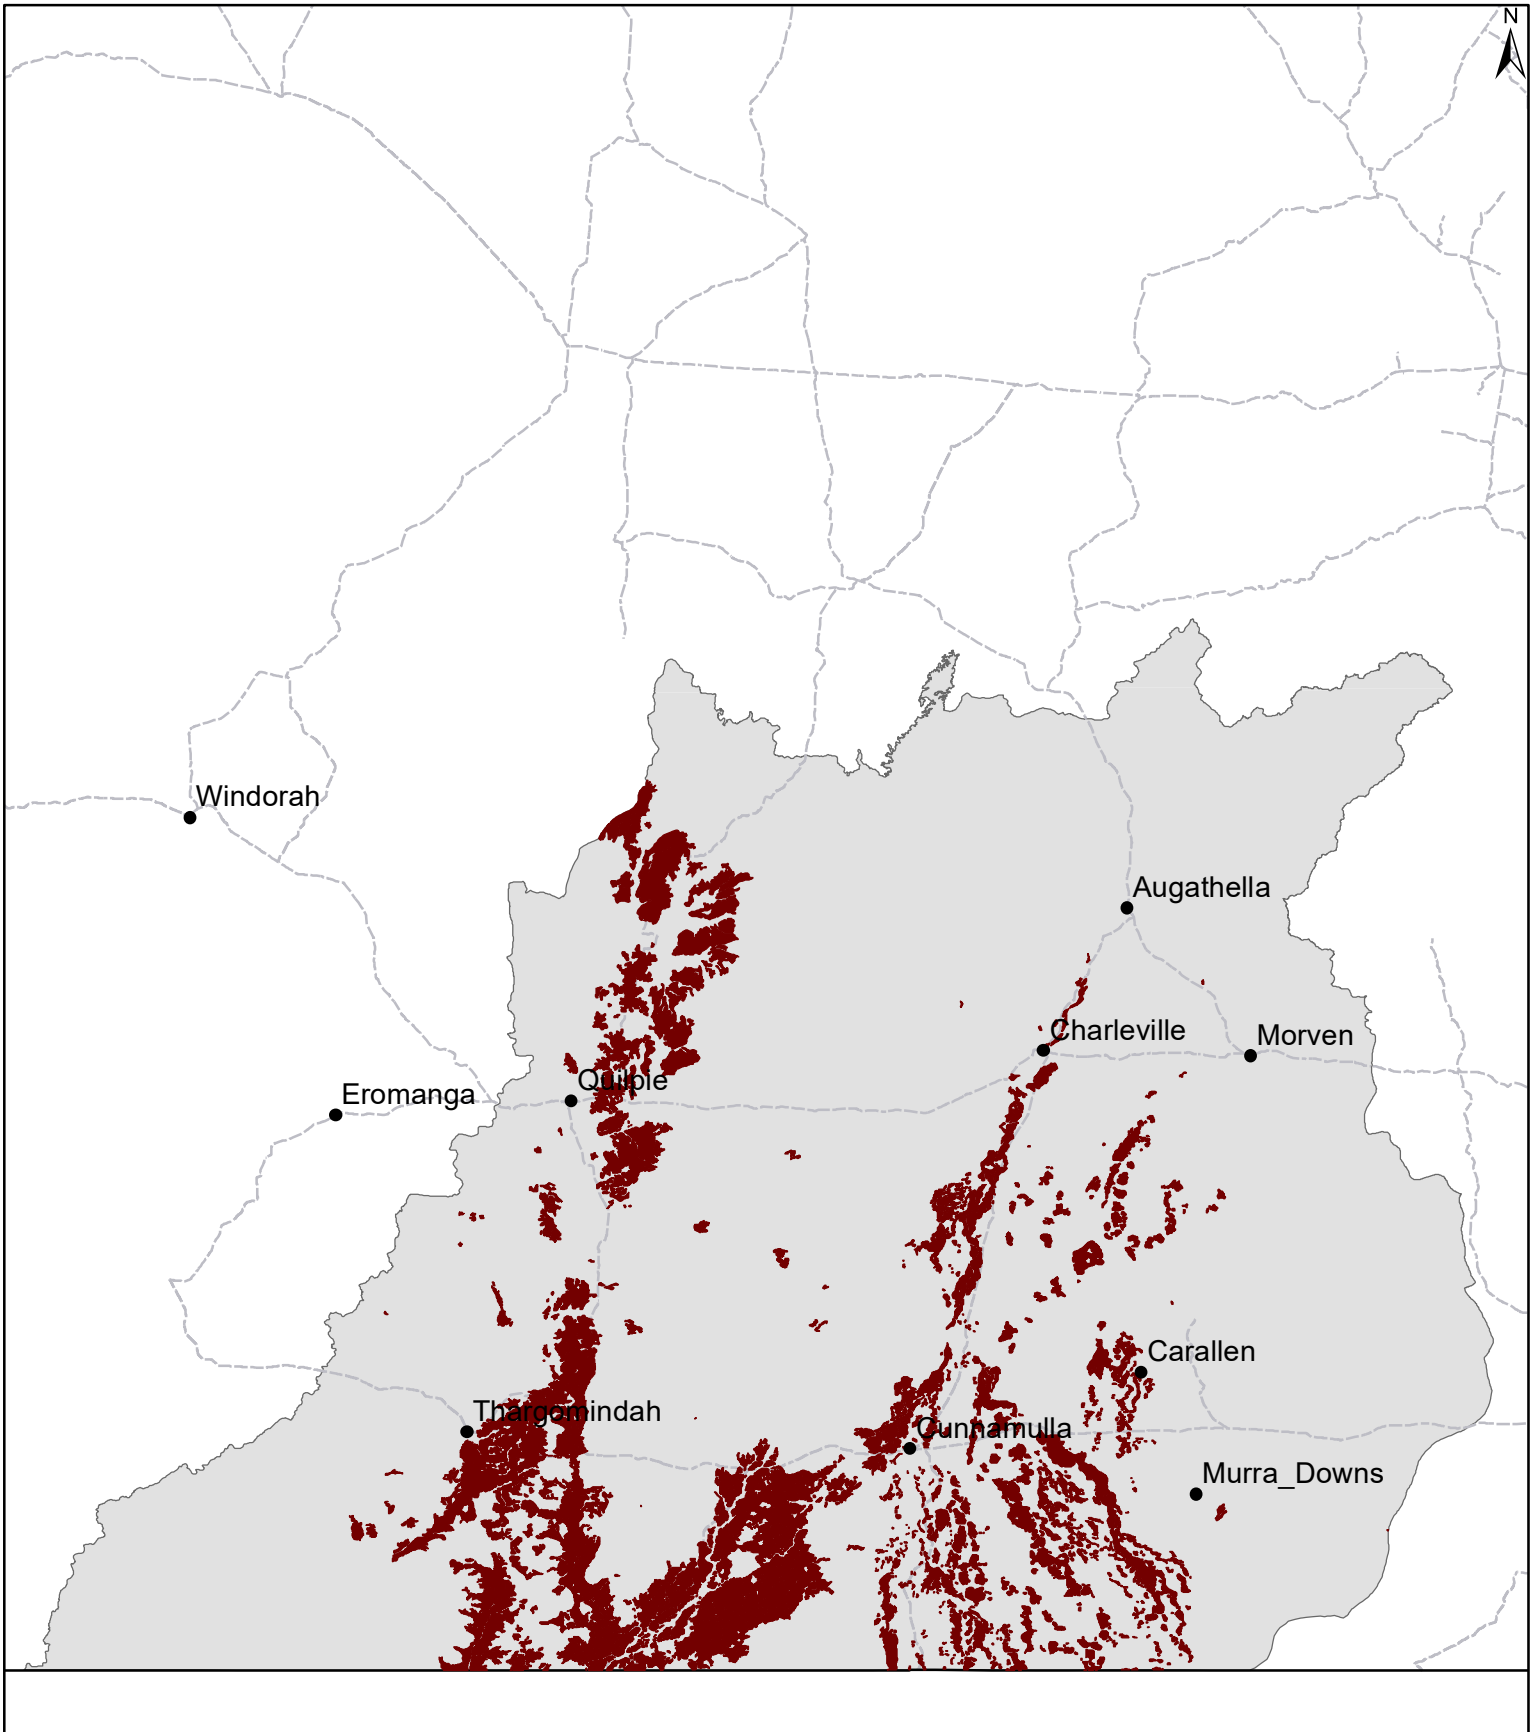 N
Windorah
Augathella
Charleville
Morven
Quilpie
Eromanga
Carallen
Thargomindah
Cunnamulla
Murra_Downs